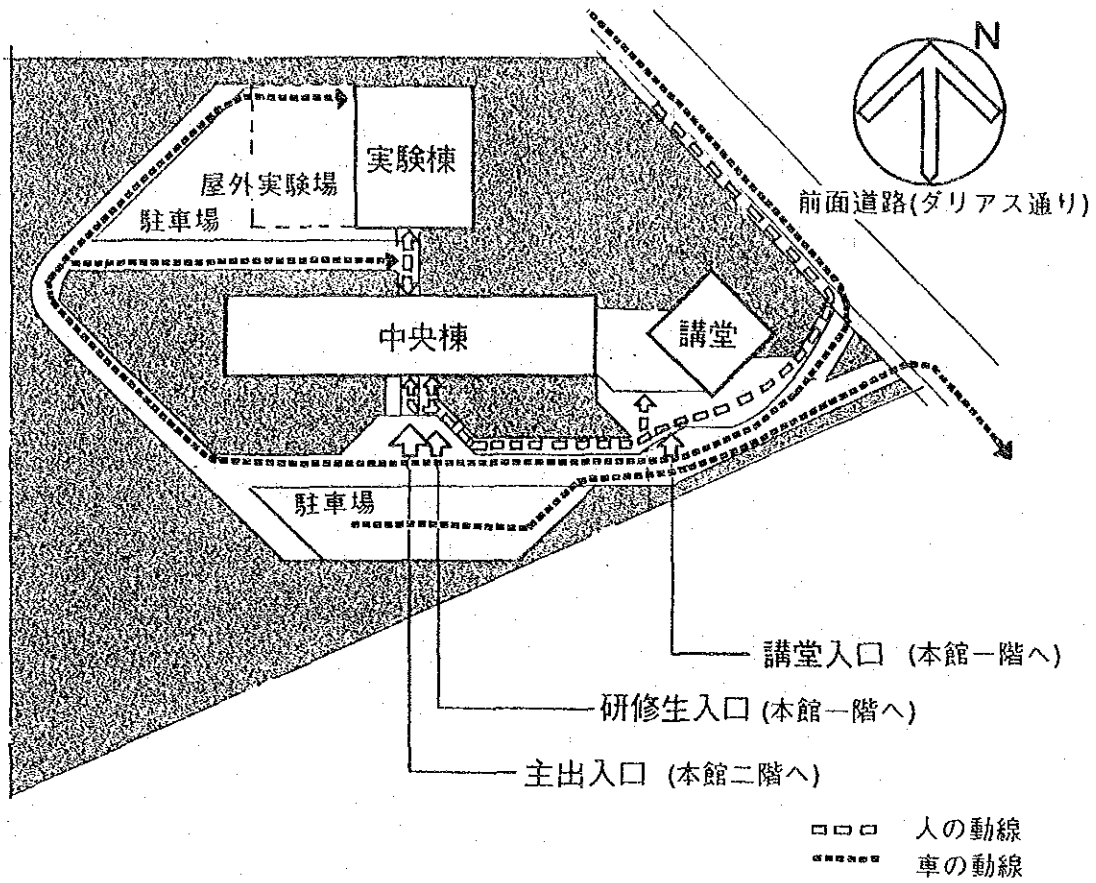 N
前面道路(ダリアス通り)
実験棟
屋外実験場
駐車場
中央棟
講堂
駐車場
講堂入口 (本館一階へ)
研修生入口 (本館一階へ)
主出入口 (本館二階へ)
人の動線
車の動線